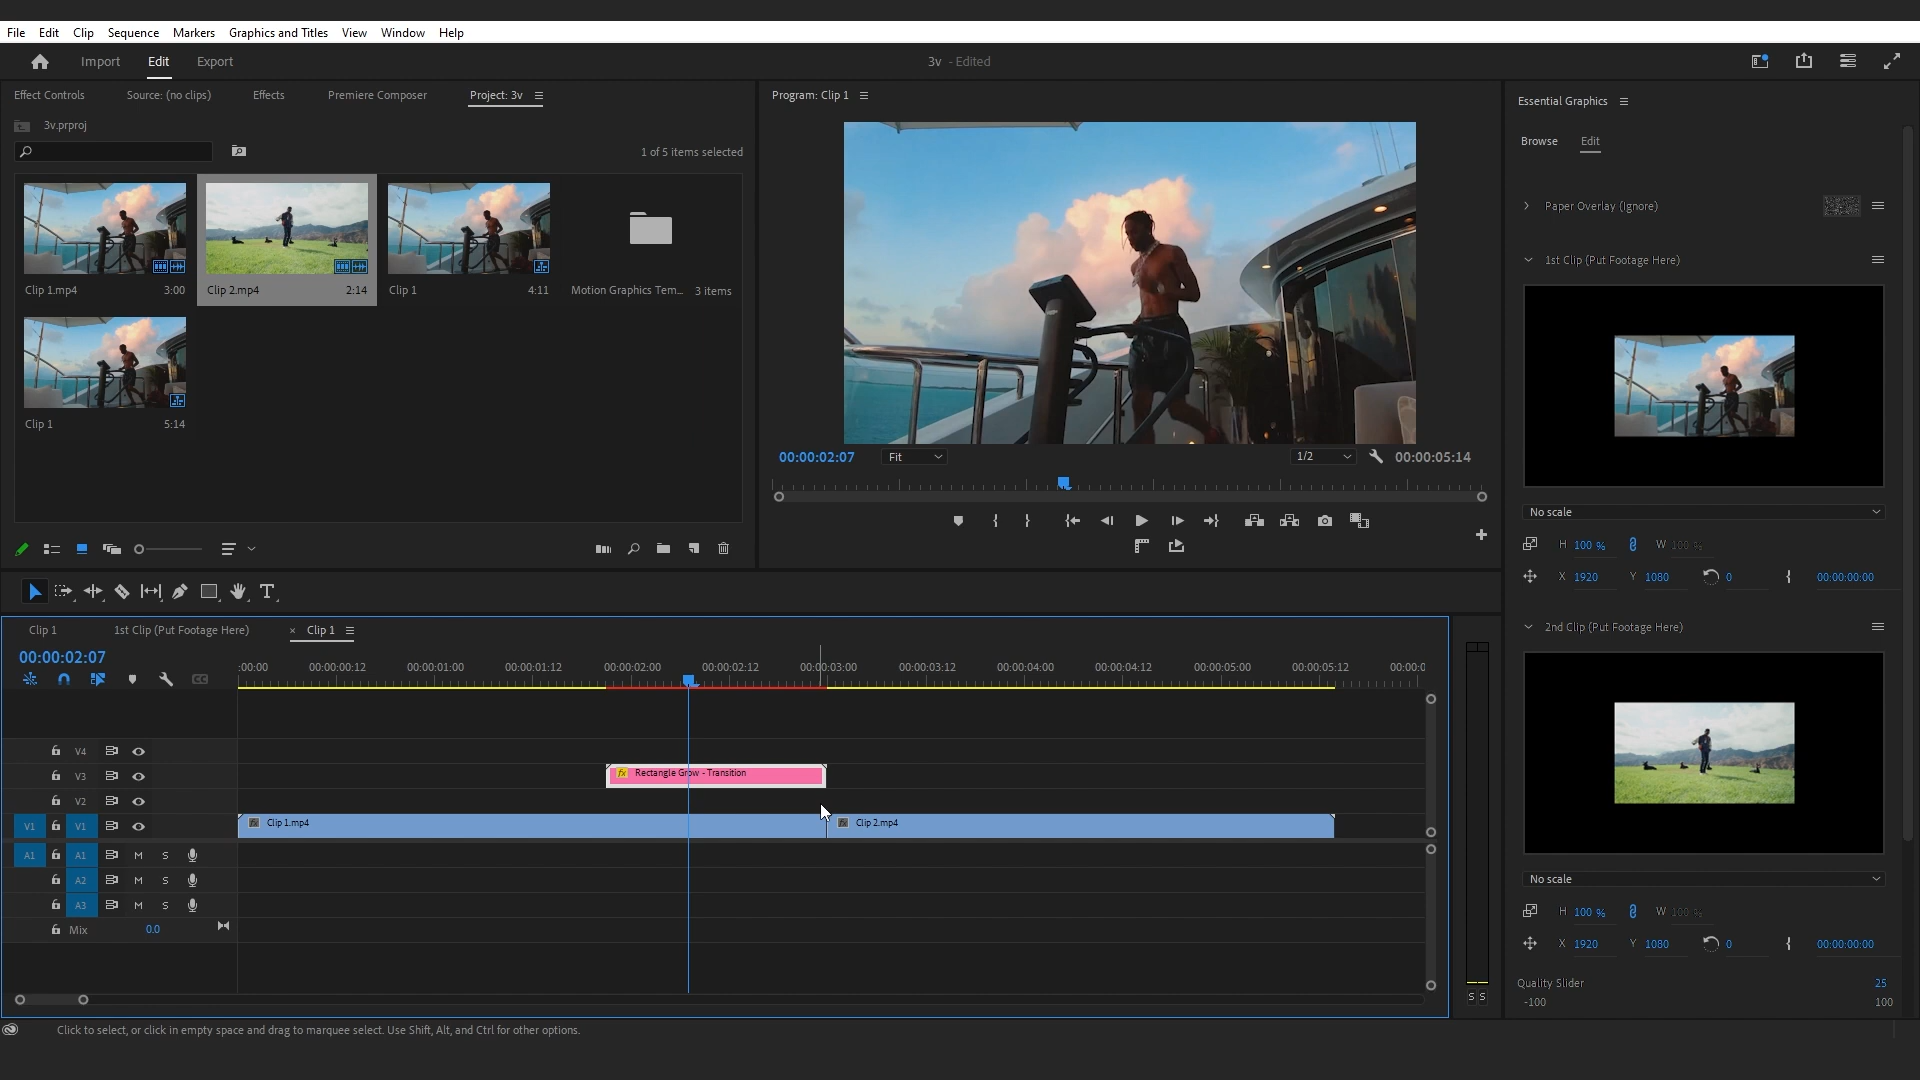 File Edit Clip Sequence Markers Graphics and Titles View Window Help
Import Edit Export
3v - Edited
Effect Controls Source: (no clips) Effects Premiere Composer Project: 3v
3v.prproj
1 of 5 items selected
Clip 1.mp4 3:00
Clip 2.mp4 2:14
Clip 1 4:11
Motion Graphics Tem... 3 items
Clip 1 5:14
Program: Clip 1
00:00:02:07 Fit 1/2 00:00:05:14
Essential Graphics
Browse Edit
Paper Overlay (Ignore)
1st Clip (Put Footage Here)
No scale
H 100 % W 100 %
X 1920 Y 1080 0 00:00:00:00
2nd Clip (Put Footage Here)
No scale
H 100 % W 100 %
X 1920 Y 1080 0 00:00:00:00
Quality Slider 25
-100 100
Clip 1 1st Clip (Put Footage Here) × Clip 1
00:00:02:07
:00:00 00:00:00:12 00:00:01:00 00:00:01:12 00:00:02:00 00:00:02:12 00:00:03:00 00:00:03:12 00:00:04:00 00:00:04:12 00:00:05:00 00:00:05:12 00:00:0
CC
V4
V3 fx Rectangle Grow - Transition
V2
V1 V1 fx Clip 1.mp4 fx Clip 2.mp4
A1 A1 M S
A2 M S
A3 M S
Mix 0.0
S S
Click to select, or click in empty space and drag to marquee select. Use Shift, Alt, and Ctrl for other options.